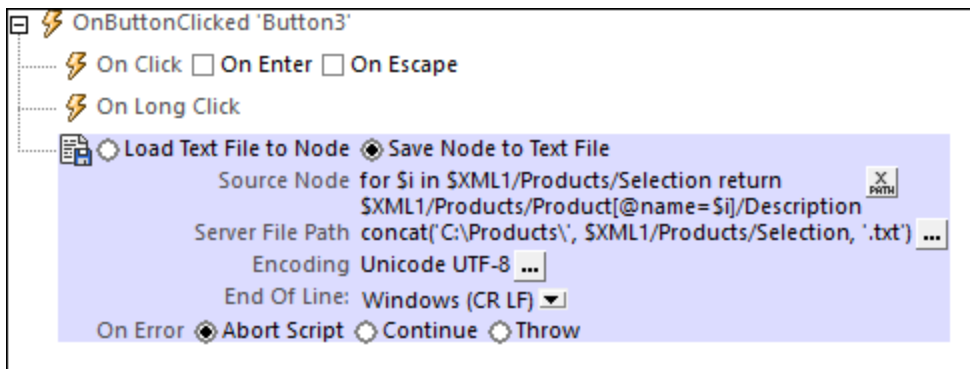 OnButtonClicked 'Button3'
On Click On Enter On Escape
On Long Click
Load Text File to Node Save Node to Text File
Source Node for $i in $XML1/Products/Selection return X PATH
$XML1/Products/Product[@name=$i]/Description
Server File Path concat('C:\Products\', $XML1/Products/Selection, '.txt') ...
Encoding Unicode UTF-8 ...
End Of Line: Windows (CR LF)
On Error Abort Script Continue Throw